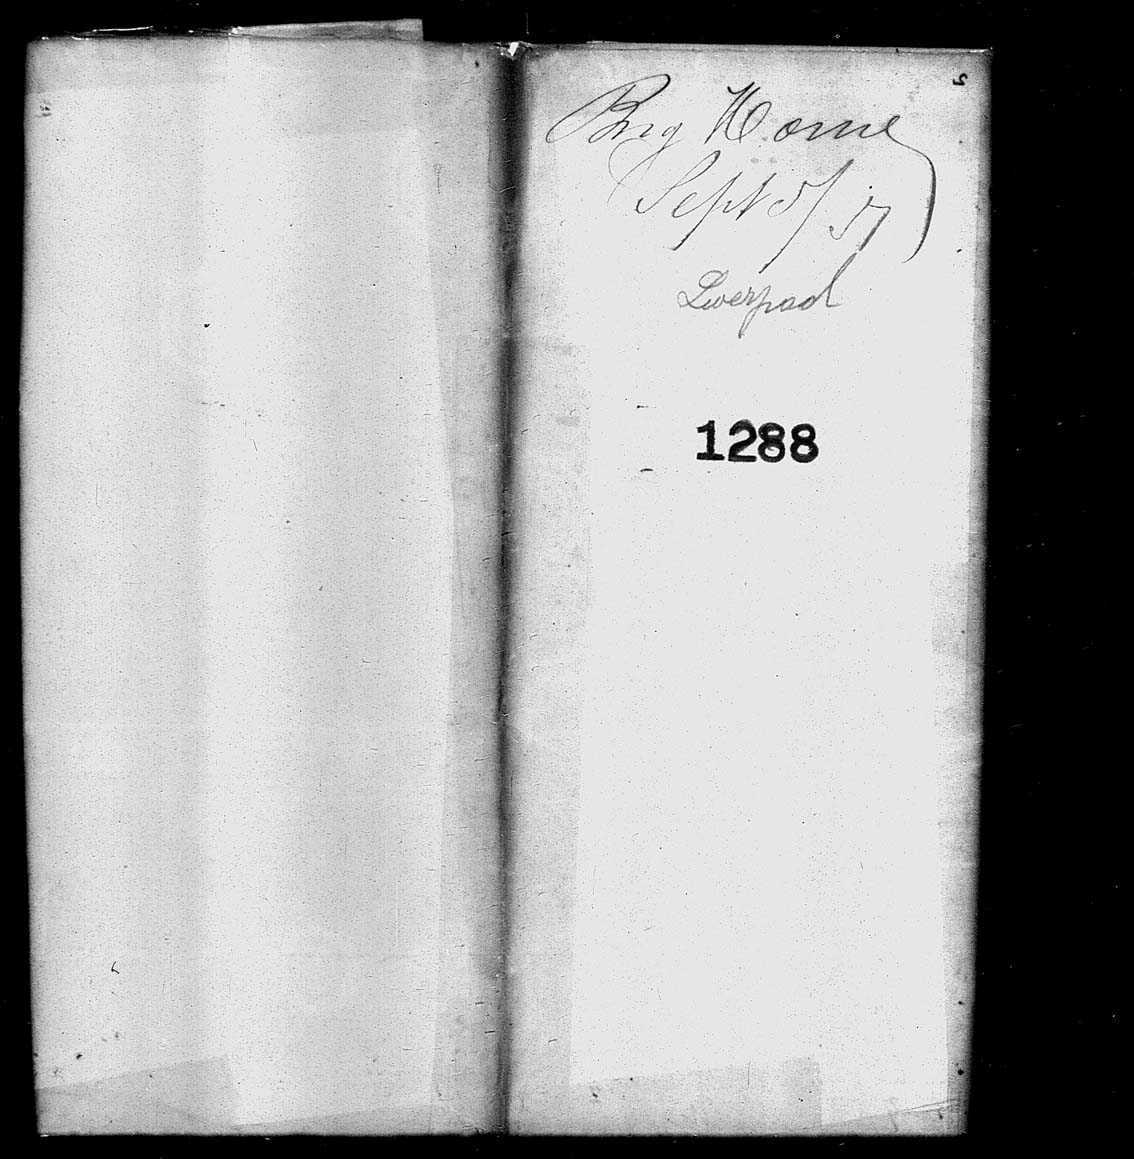 Brig Home
Sept 5/57
Liverpool
1288